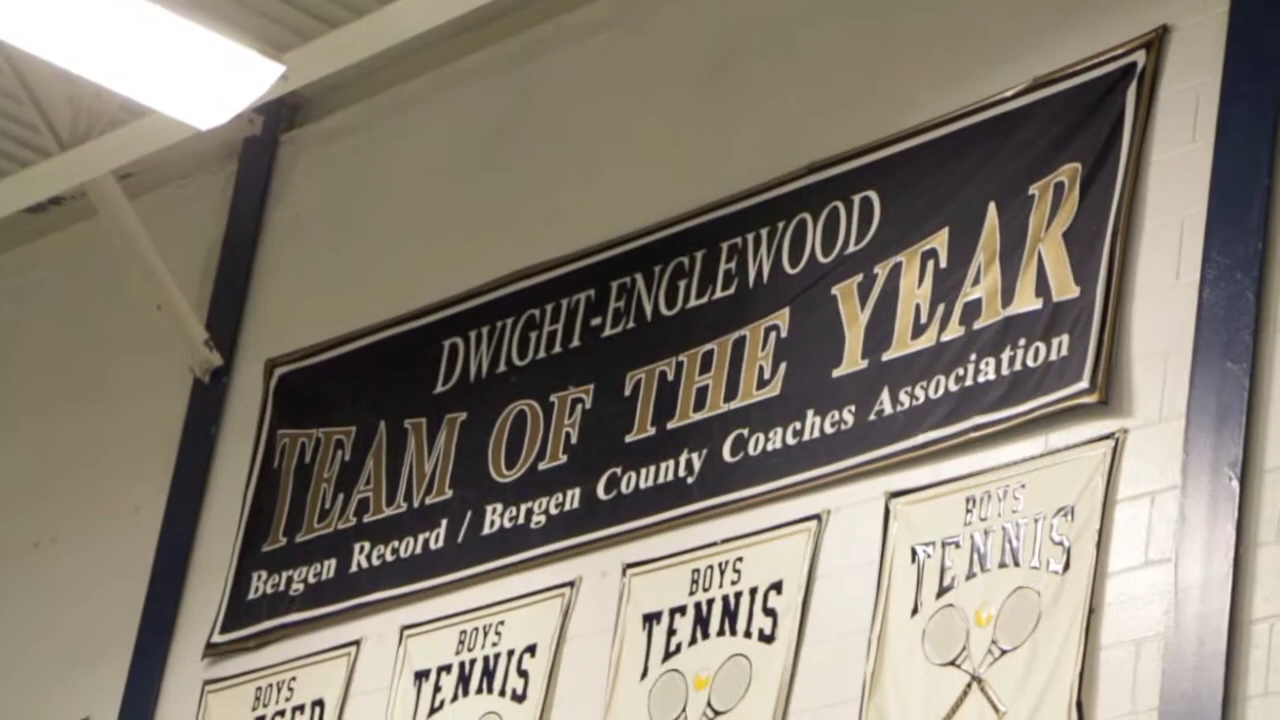 DWIGHT-ENGLEWOOD
TEAM OF THE YEAR
Bergen Record / Bergen County Coaches Association
BOYS
BOYS
TENNIS
BOYS
TENNIS
BOYS
TENNIS